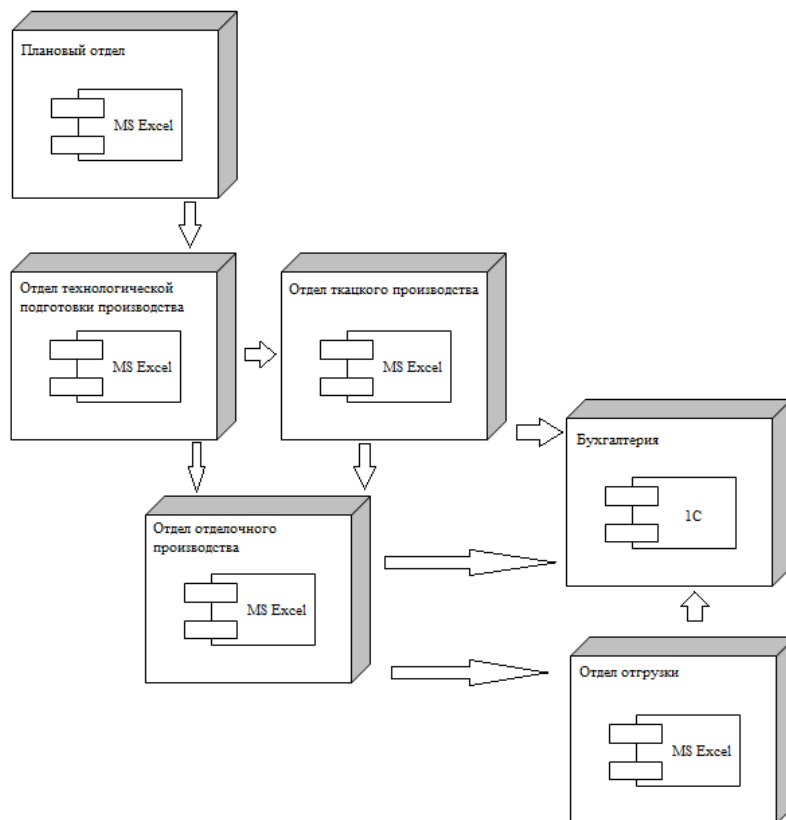 Плановый отдел
MS Excel
Отдел технологической
подготовки производства
MS Excel
Отдел ткацкого производства
MS Excel
Бухгалтерия
1С
Отдел отделочного
производства
MS Excel
Отдел отгрузки
MS Excel